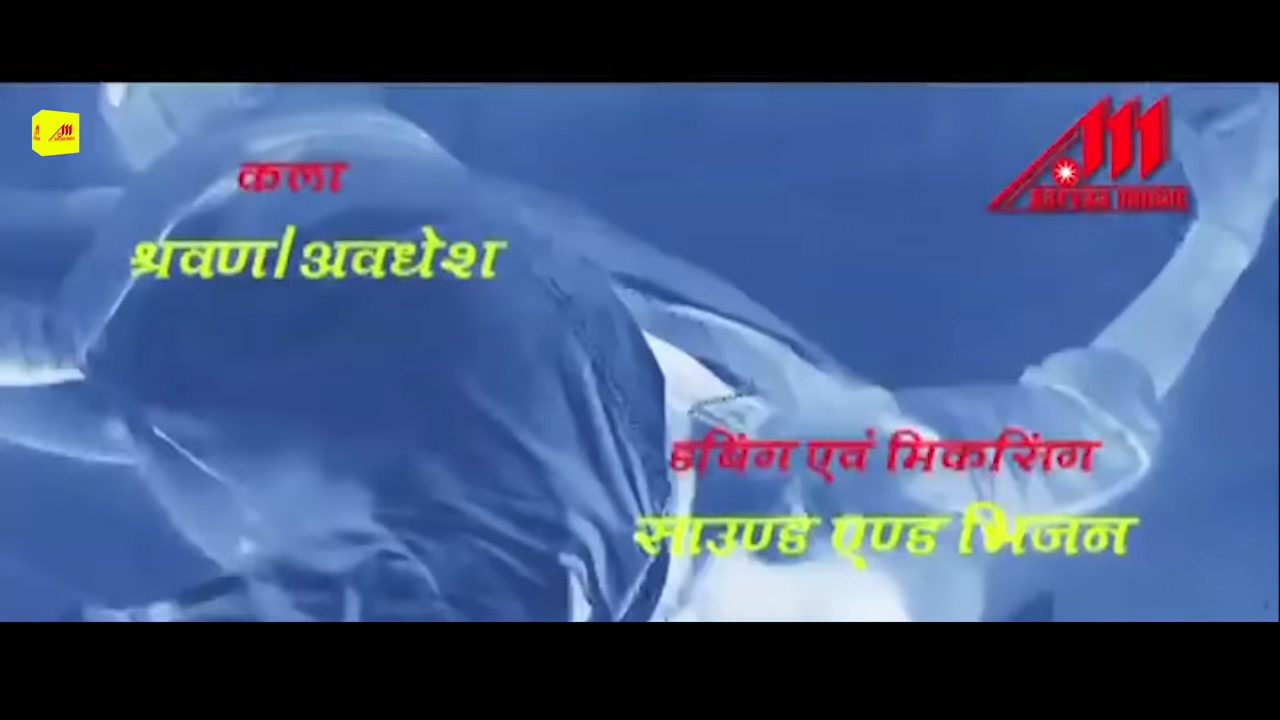 कला
श्रवण/अवधेश
डबिंग एवं मिकसिंग
साउण्ड एण्ड भिजन